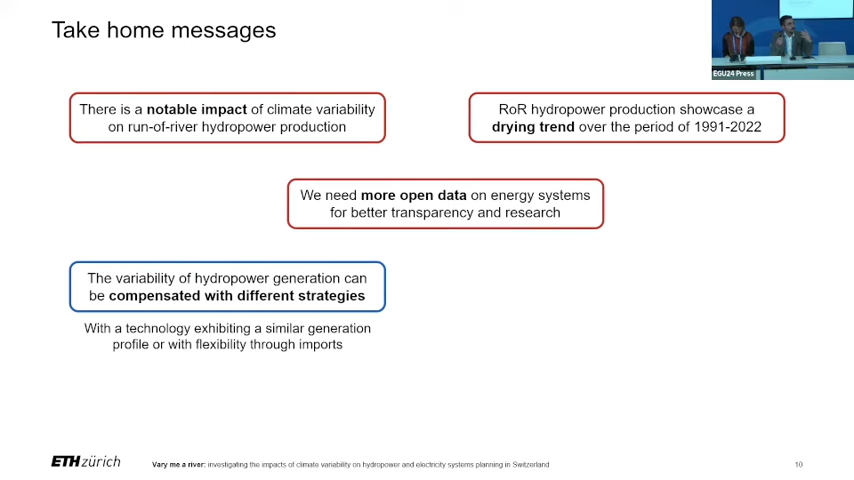 Take home messages
EGU24 Press
There is a notable impact of climate variability
on run-of-river hydropower production
RoR hydropower production showcase a
drying trend over the period of 1991-2022
We need more open data on energy systems
for better transparency and research
The variability of hydropower generation can
be compensated with different strategies
With a technology exhibiting a similar generation
profile or with flexibility through imports
ETH zürich
Vary me a river: investigating the impacts of climate variability on hydropower and electricity systems planning in Switzerland
10